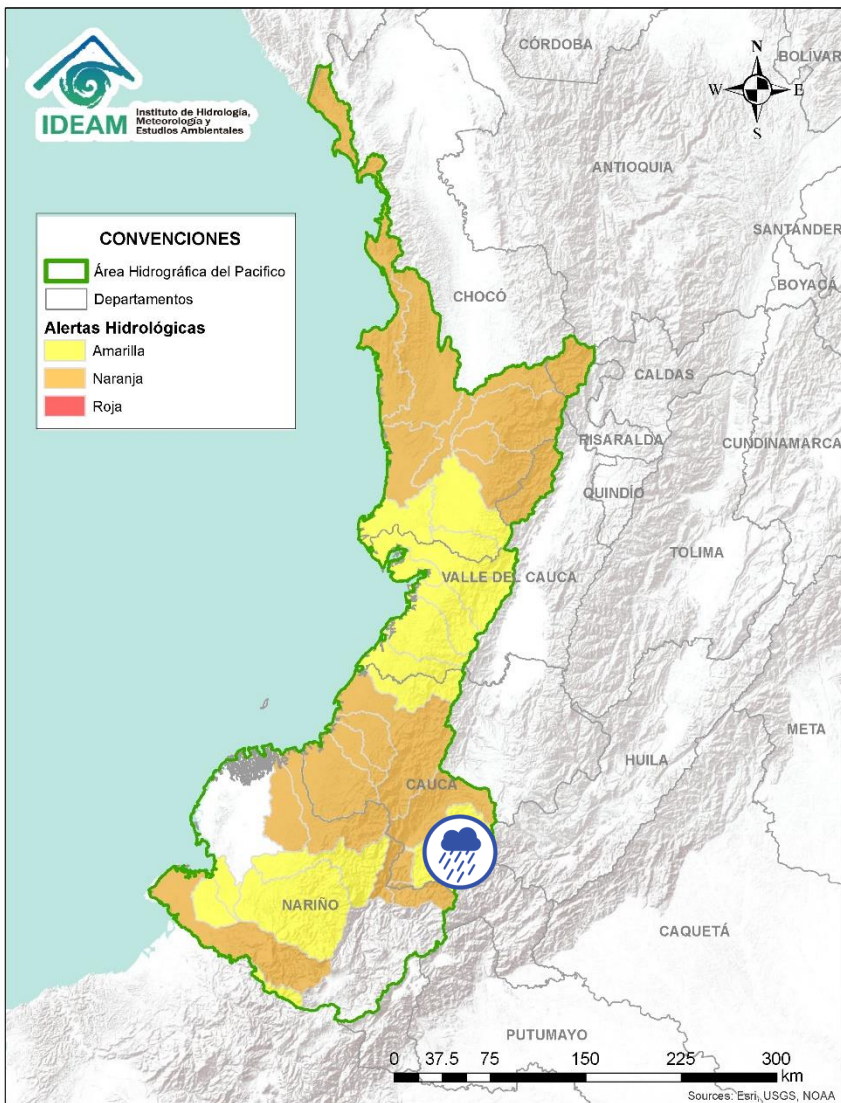 IDEAM
Instituto de Hidrología,
Meteorología y
Estudios Ambientales
N
W
E
S
CONVENCIONES
Área Hidrográfica del Pacifico
Departamentos
Alertas Hidrológicas
Amarilla
Naranja
Roja
CÓRDOBA
BOLÍVAR
ANTIOQUIA
SANTANDER
BOYACÁ
CHOCÓ
CALDAS
RISARALDA
CUNDINAMARCA
QUINDÍO
TOLIMA
VALLE DEL CAUCA
META
HUILA
CAUCA
NARIÑO
CAQUETÁ
PUTUMAYO
0 37.5 75 150 225 300
km
Sources: Esri, USGS, NOAA